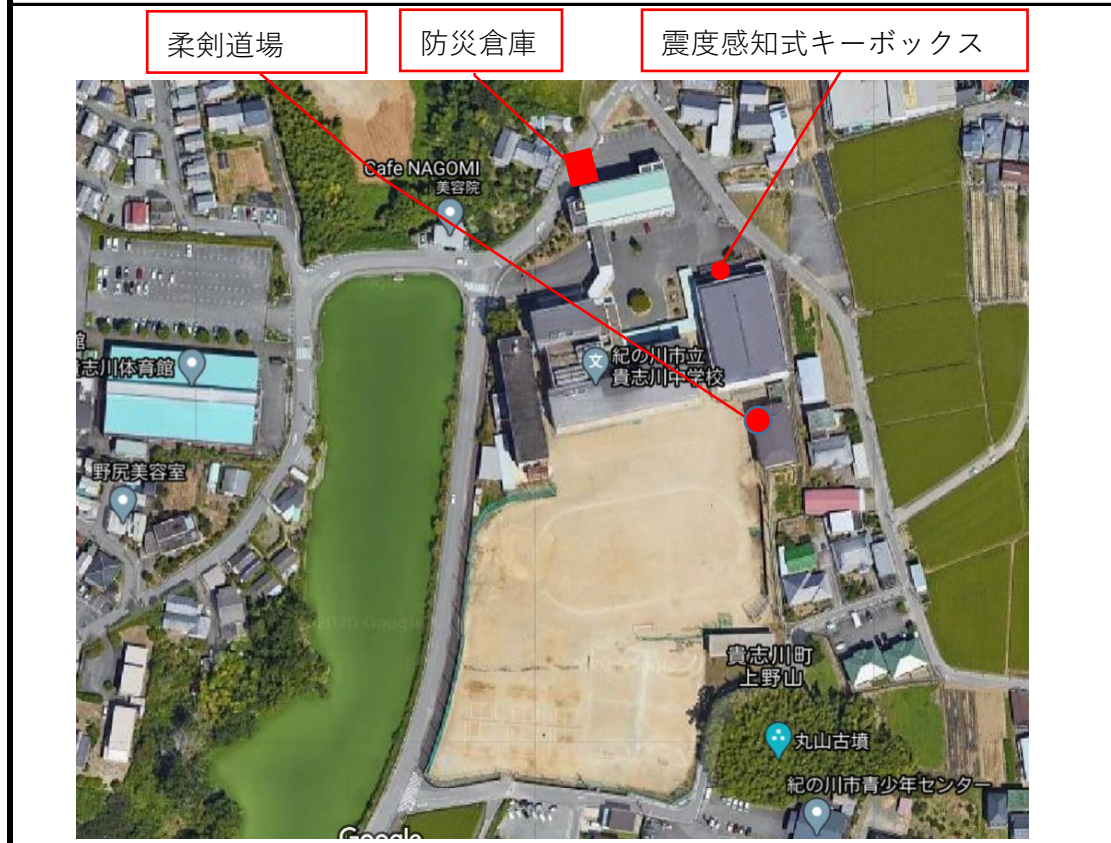 柔剣道場
防災倉庫
震度感知式キーボックス
Cafe NAGOMI
美容院
紀の川市立
貴志川中学校
志川体育館
野尻美容室
2020 Google
貴志川町
上野山
丸山古墳
紀の川市青少年センター
Google